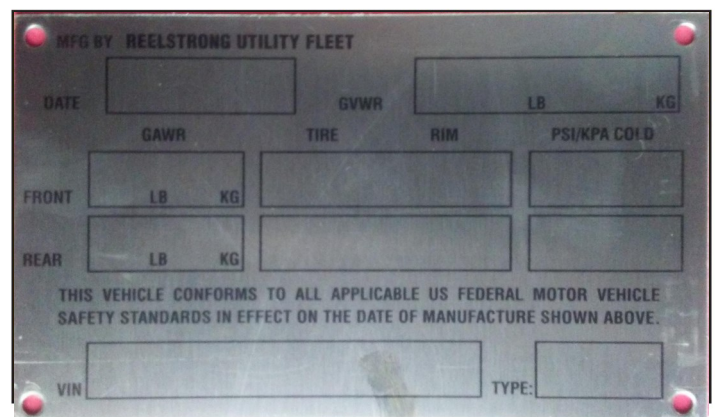 MFG BY REELSTRONG UTILITY FLEET
DATE GVWR LB KG
GAWR TIRE RIM PSI/KPA COLD
FRONT LB KG
REAR LB KG
THIS VEHICLE CONFORMS TO ALL APPLICABLE US FEDERAL MOTOR VEHICLE
SAFETY STANDARDS IN EFFECT ON THE DATE OF MANUFACTURE SHOWN ABOVE.
VIN TYPE: